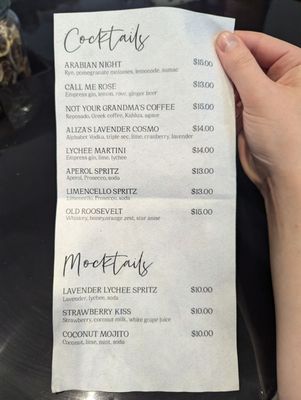 Cocktails
ARABIAN NIGHT $15.00
Rye, pomegranate molasses, lemonade, sumac
CALL ME ROSE $13.00
Empress gin, lemon, rose, ginger beer
NOT YOUR GRANDMA'S COFFEE $15.00
Reposado, Greek coffee, Kahlua, agave
ALIZA'S LAVENDER COSMO $14.00
Alphabet Vodka, triple sec, lime, cranberry, lavender
LYCHEE MARTINI $14.00
Empress gin, lime, lychee
APEROL SPRITZ $13.00
Aperol, Prosecco, soda
LIMENCELLO SPRITZ $13.00
Limencello, Prosecco, soda
OLD ROOSEVELT $15.00
Whiskey, honey,orange zest, star anise
Mocktails
LAVENDER LYCHEE SPRITZ $10.00
Lavender, lychee, soda
STRAWBERRY KISS $10.00
Strawberry, coconut milk, white grape juice
COCONUT MOJITO $10.00
Coconut, lime, mint, soda